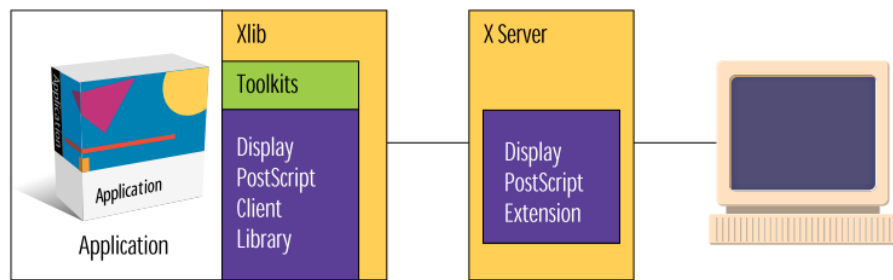 Xlib
Toolkits
Display
PostScript
Client
Library
Application
Application
Application
X Server
Display
PostScript
Extension